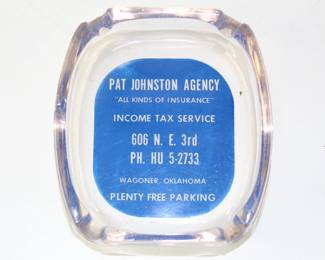 PAT JOHNSTON AGENCY
"ALL KINDS OF INSURANCE"
INCOME TAX SERVICE
606 N. E. 3rd
PH. HU 5-2733
WAGONER, OKLAHOMA
PLENTY FREE PARKING